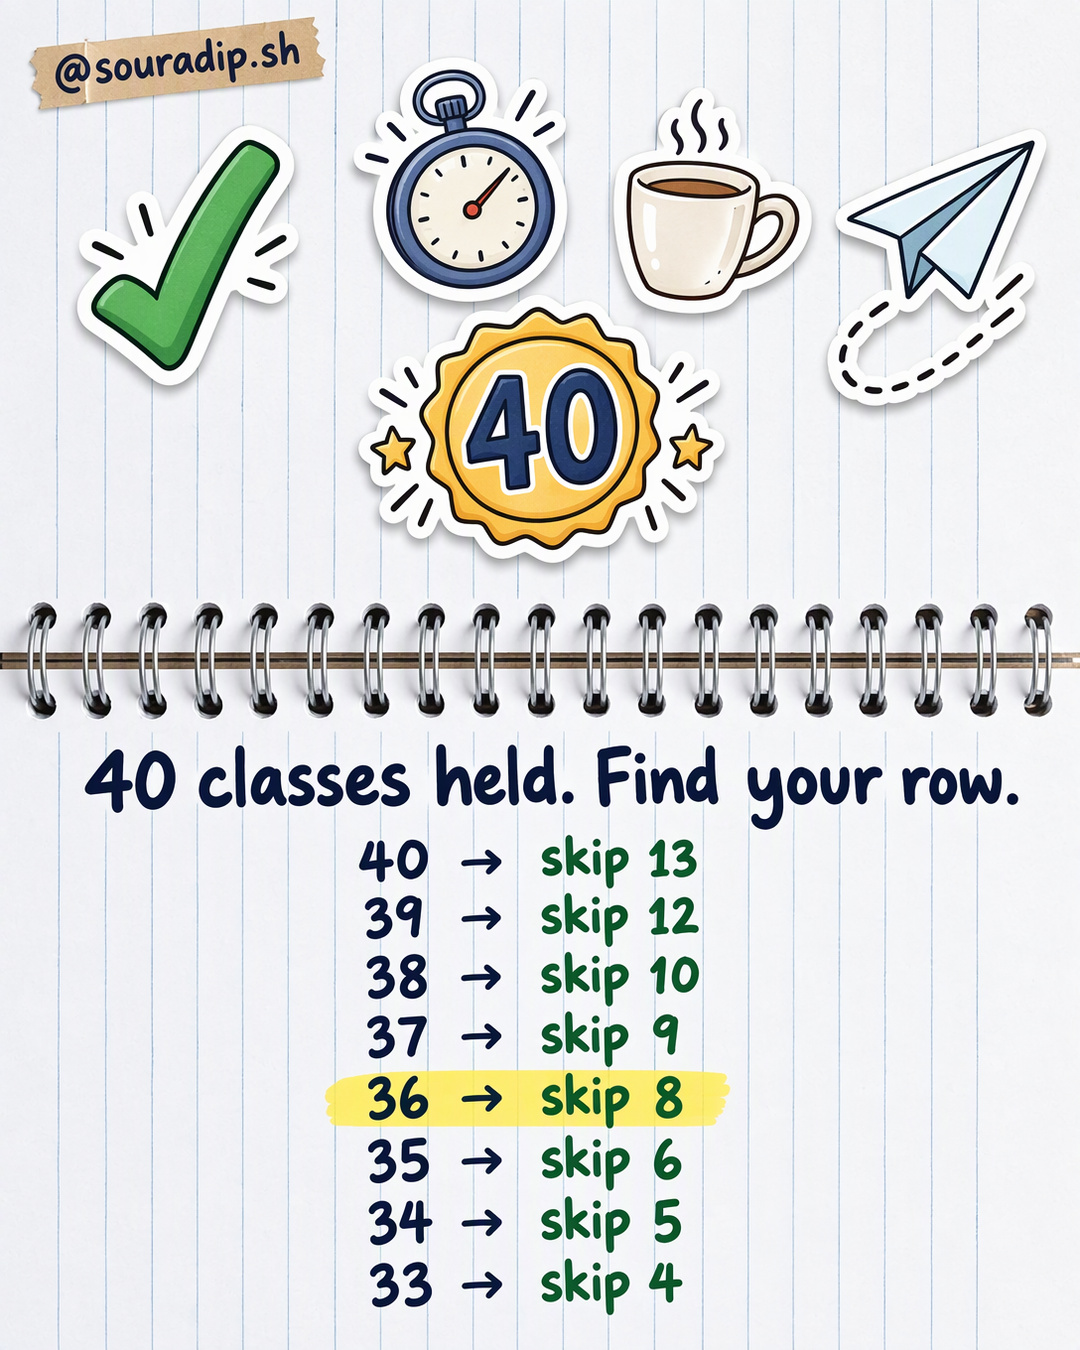 @souradip.sh
40
40 classes held. Find your row.
40 → skip 13
39 → skip 12
38 → skip 10
37 → skip 9
36 → skip 8
35 → skip 6
34 → skip 5
33 → skip 4